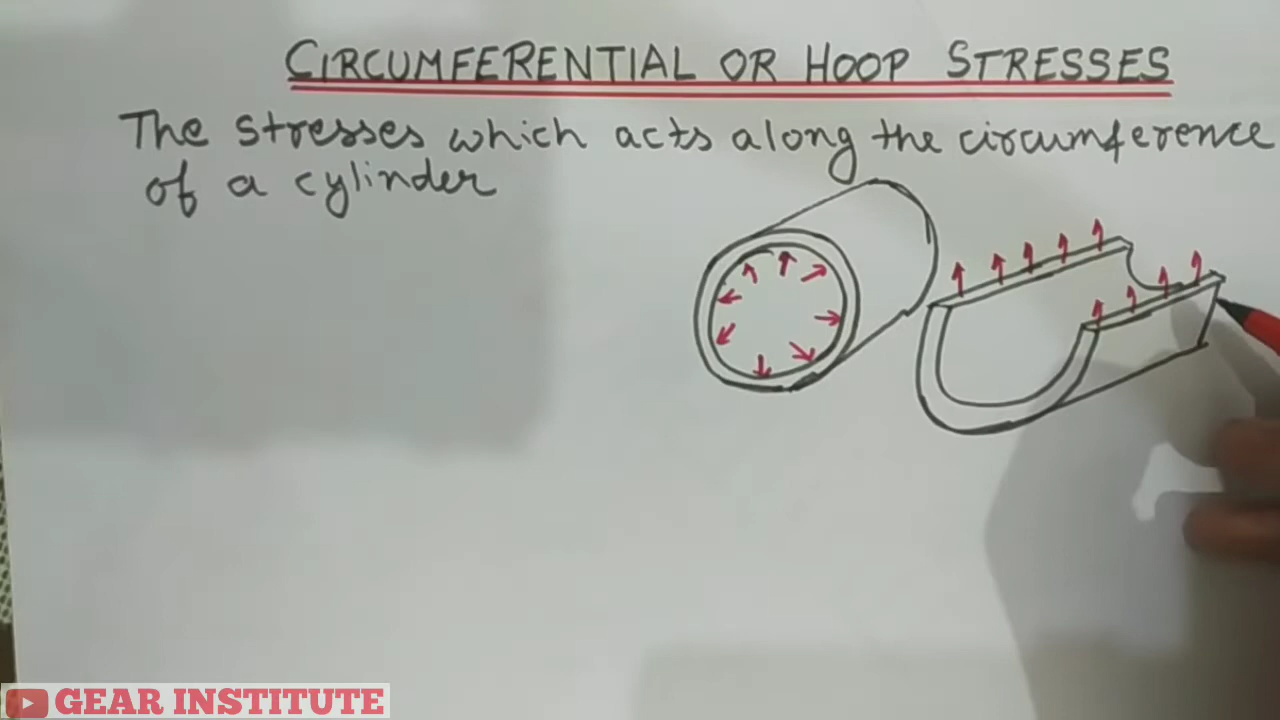 CIRCUMFERENTIAL OR HOOP STRESSES
The stresses which acts along the circumference
of a cylinder
GEAR INSTITUTE